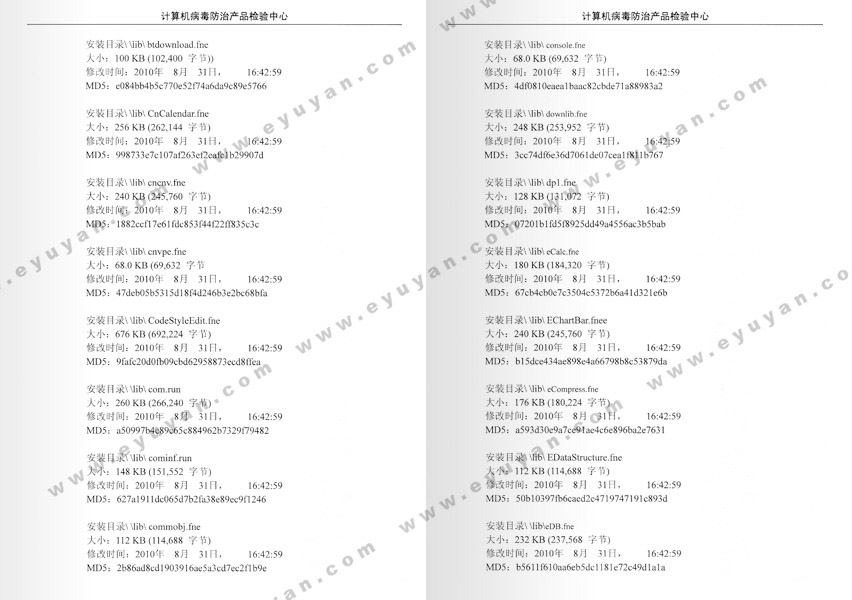 计算机病毒防治产品检验中心
安装目录\ \lib\ btdownload.fne
大小：100 KB (102,400 字节))
修改时间：2010年 8月 31日， 16:42:59
MD5：e084bb4b5c770e52f74a6da9c89e5766
安装目录\ \lib\ CnCalendar.fne
大小：256 KB (262,144 字节)
修改时间：2010年 8月 31日， 16:42:59
MD5：998733e7c107af263ef2eafc1b29907d
安装目录\ \lib\ cncnv.fne
大小：240 KB (245,760 字节)
修改时间：2010年 8月 31日， 16:42:59
MD5：1882ccf17e61fdc853f44f22ff835c3c
安装目录\ \lib\ cnvpe.fne
大小：68.0 KB (69,632 字节
修改时间：2010年 8月 31日， 16:42:59
MD5：47deb05b5315d18f4d246b3e2bc68bfa
安装目录\ \lib\ CodeStyleEdit.fne
大小：676 KB (692,224 字节)
修改时间：2010年 8月 31日， 16:42:59
MD5：9fafc20d0fb09cbd62958873ecd8ffea
安装目录\ \lib\ com.run
大小：260 KB (266,240 字节)
修改时间：2010年 8月 31日， 16:42:59
MD5：a50997b4e89c65c884962b7329f79482
安装目录\ \lib\ cominf.run
大小：148 KB (151,552 字节)
修改时间：2010年 8月 31日， 16:42:59
MD5：627a1911dc065d7b2fa38e89ec9f1246
安装目录\ \lib\ commobj.fne
大小：112 KB (114,688 字节)
修改时间：2010年 8月 31日， 16:42:59
MD5：2b86ad8cd1903916ae5a3cd7ec2f1b9e
计算机病毒防治产品检验中心
安装目录\ \lib\ console.fne
大小：68.0 KB (69,632 字节)
修改时间：2010年 8月 31日， 16:42:59
MD5：4df0810eaea1baac82cbde71a88983a2
安装目录\ \lib\ downlib.fne
大小：248 KB (253,952 字节)
修改时间：2010年 8月 31日， 16:42:59
MD5：3cc74df6e36d7061de07cea1f811b767
安装目录\ \lib\ dp1.fne
大小：128 KB (131,072 字节)
修改时间：2010年 8月 31日， 16:42:59
MD5：07201b1fd5f8925dd49a4556ac3b5bab
安装目录\ \lib\ eCalc.fne
大小：180 KB (184,320 字节)
修改时间：2010年 8月 31日， 16:42:59
MD5：67cb4cb0e7c3504e5372b6a41d321e6b
安装目录\ \lib\ EChartBar.fnee
大小：240 KB (245,760 字节)
修改时间：2010年 8月 31日， 16:42:59
MD5：b15dce434ae898e4a66798b8c53879da
安装目录\ \lib\ eCompress.fne
大小：176 KB (180,224 字节)
修改时间：2010年 8月 31日， 16:42:59
MD5：a593d30e9a7ce91ae4c6e896ba2e7631
安装目录\ \lib\ EDataStructure.fne
大小：112 KB (114,688 字节)
修改时间：2010年 8月 31日， 16:42:59
MD5：50b10397fb6caed2e4719747191c893d
安装目录\ \lib\eDB.fne
大小：232 KB (237,568 字节)
修改时间：2010年 8月 31日， 16:42:59
MD5：b5611f610aa6eb5dc1181e72c49d1a1a
www.eyuyan.com
www.eyuyan.com
www.eyuyan.com
www.eyuyan.com